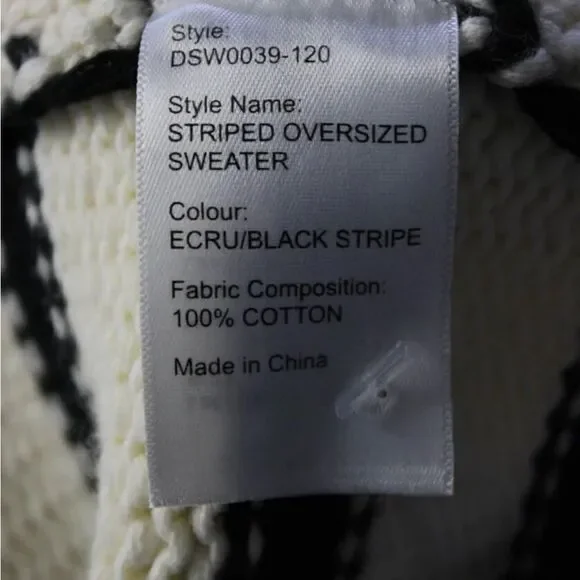 Style:
DSW0039-120
Style Name:
STRIPED OVERSIZED
SWEATER
Colour:
ECRU/BLACK STRIPE
Fabric Composition:
100% COTTON
Made in China